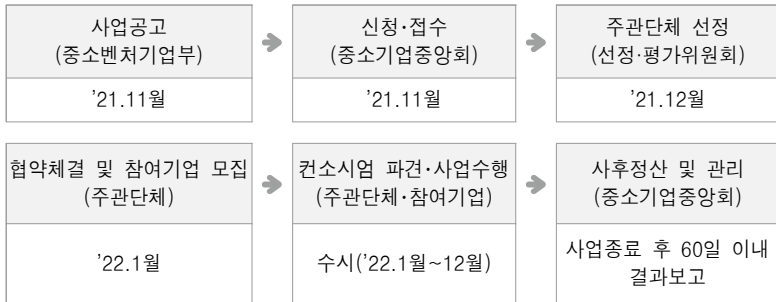 사업공고
(중소벤처기업부)
신청·접수
(중소기업중앙회)
주관단체 선정
(선정·평가위원회)
’21.11월
’21.11월
’21.12월
협약체결 및 참여기업 모집
(주관단체)
컨소시엄 파견·사업수행
(주관단체·참여기업)
사후정산 및 관리
(중소기업중앙회)
’22.1월
수시(’22.1월~12월)
사업종료 후 60일 이내
결과보고